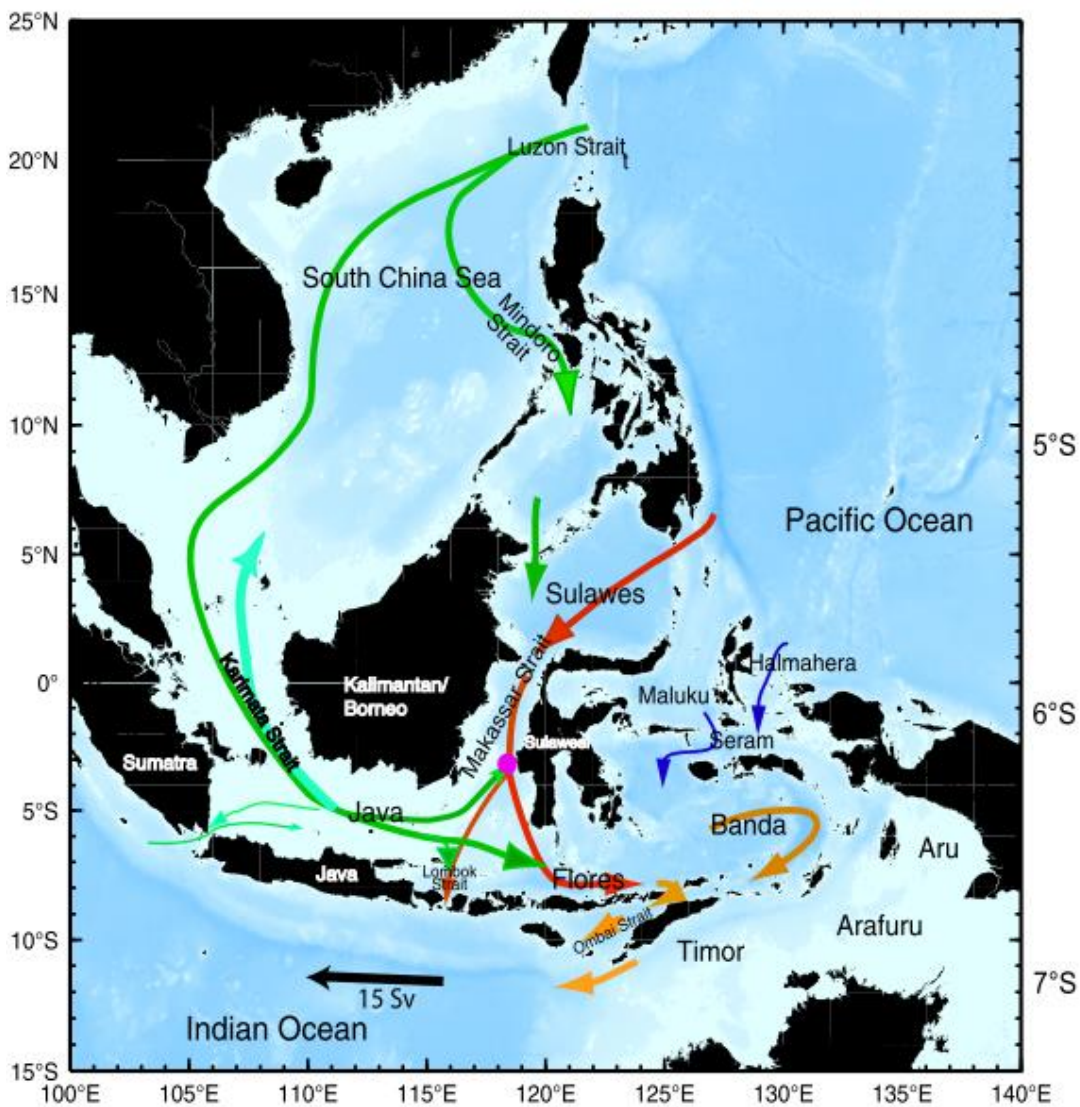 25°N
Luzon Strait
t
20°N
South China Sea
15°N
Mindoro
Strait
10°N
5°S
Pacific Ocean
5°N
Sulawes
Halmahera
0°
Karimata Strait
Kalimantan/
Borneo
Makassar Strait
Maluku
6°S
Sulawesi
Seram
Sumatra
5°S
Java
Banda
Aru
Java
Lombok
Strait
Flores
Arafuru
10°S
Ombai Strait
Timor
7°S
15 Sv
Indian Ocean
15°S
100°E
105°E
110°E
115°E
120°E
125°E
130°E
135°E
140°E